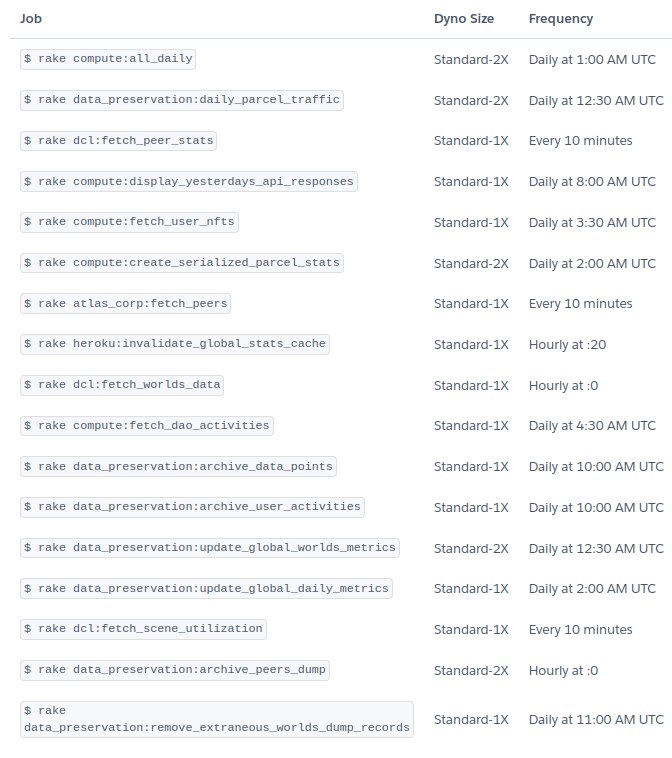 Job Dyno Size Frequency
$ rake compute:all_daily Standard-2X Daily at 1:00 AM UTC
$ rake data_preservation:daily_parcel_traffic Standard-2X Daily at 12:30 AM UTC
$ rake dcl:fetch_peer_stats Standard-1X Every 10 minutes
$ rake compute:display_yesterdays_api_responses Standard-1X Daily at 8:00 AM UTC
$ rake compute:fetch_user_nfts Standard-1X Daily at 3:30 AM UTC
$ rake compute:create_serialized_parcel_stats Standard-2X Daily at 2:00 AM UTC
$ rake atlas_corp:fetch_peers Standard-1X Every 10 minutes
$ rake heroku:invalidate_global_stats_cache Standard-1X Hourly at :20
$ rake dcl:fetch_worlds_data Standard-1X Hourly at :0
$ rake compute:fetch_dao_activities Standard-1X Daily at 4:30 AM UTC
$ rake data_preservation:archive_data_points Standard-1X Daily at 10:00 AM UTC
$ rake data_preservation:archive_user_activities Standard-1X Daily at 10:00 AM UTC
$ rake data_preservation:update_global_worlds_metrics Standard-2X Daily at 12:30 AM UTC
$ rake data_preservation:update_global_daily_metrics Standard-1X Daily at 2:00 AM UTC
$ rake dcl:fetch_scene_utilization Standard-1X Every 10 minutes
$ rake data_preservation:archive_peers_dump Standard-2X Hourly at :0
$ rake
data_preservation:remove_extraneous_worlds_dump_records Standard-1X Daily at 11:00 AM UTC